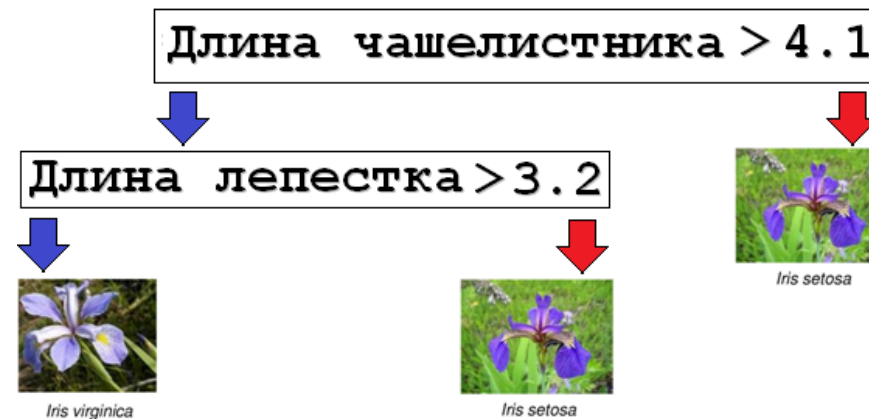 Длина чашелистника > 4.1
Длина лепестка > 3.2
Iris setosa
Iris virginica
Iris setosa